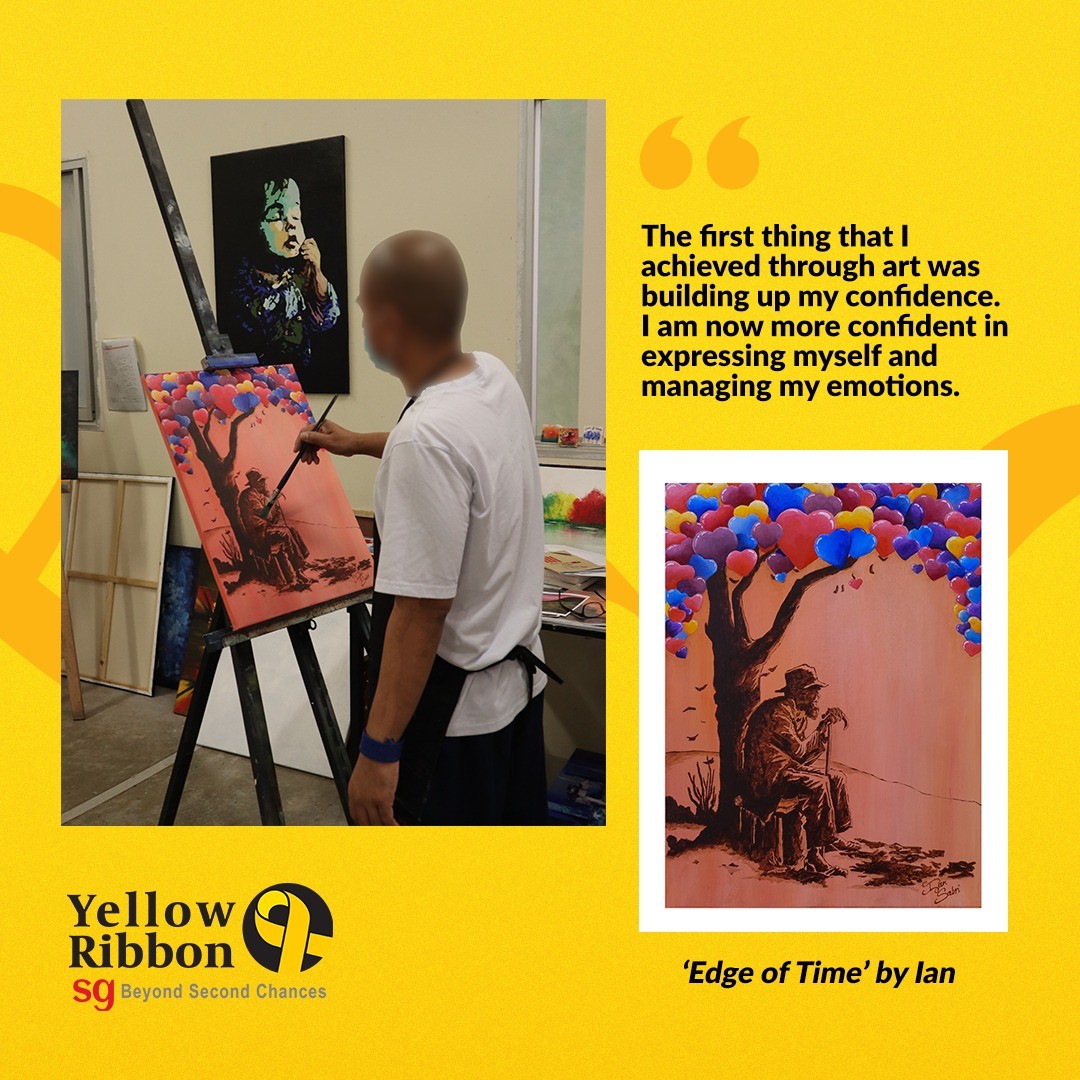 “
The first thing that I
achieved through art was
building up my confidence.
I am now more confident in
expressing myself and
managing my emotions.
‘Edge of Time’ by Ian
Yellow
Ribbon
sg Beyond Second Chances